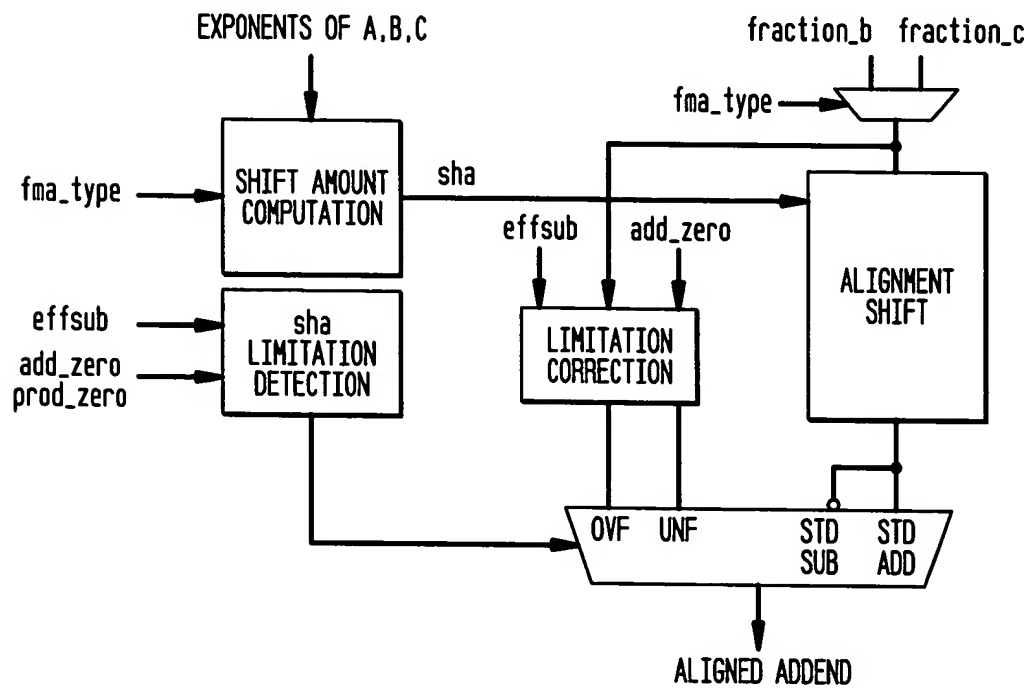 EXPONENTS OF A,B,C
fraction_b fraction_c
fma_type
fma_type
SHIFT AMOUNT
COMPUTATION
sha
effsub
add_zero
ALIGNMENT
SHIFT
effsub
add_zero
prod_zero
sha
LIMITATION
DETECTION
LIMITATION
CORRECTION
OVF UNF STD STD
SUB ADD
ALIGNED ADDEND